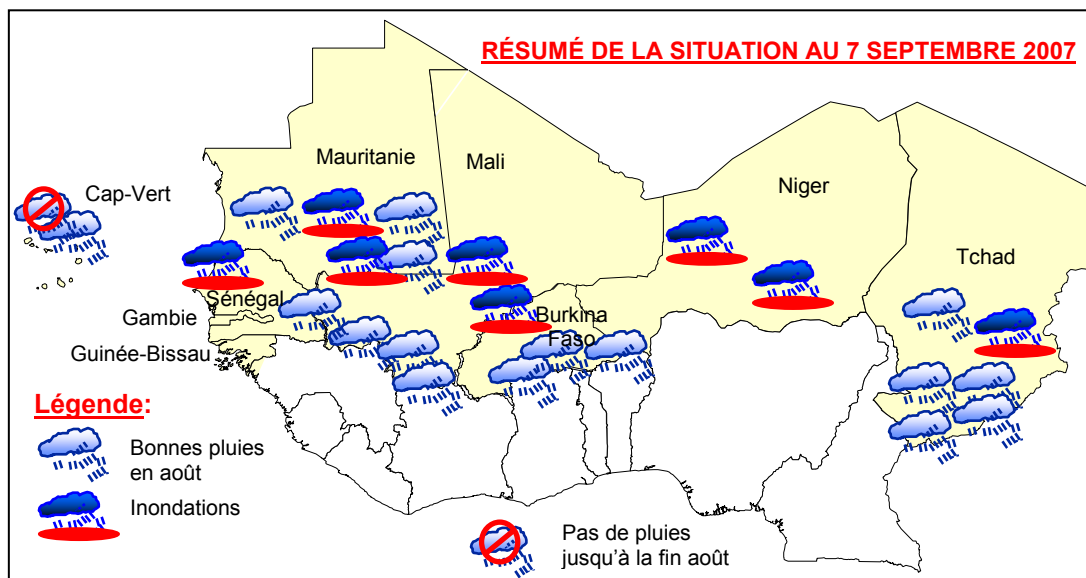 RÉSUMÉ DE LA SITUATION AU 7 SEPTEMBRE 2007
Mauritanie
Mali
Cap-Vert
Niger
Tchad
Sénégal
Gambie
Burkina
Faso
Guinée-Bissau
Légende:
Bonnes pluies
en août
Inondations
Pas de pluies
jusqu'à la fin août